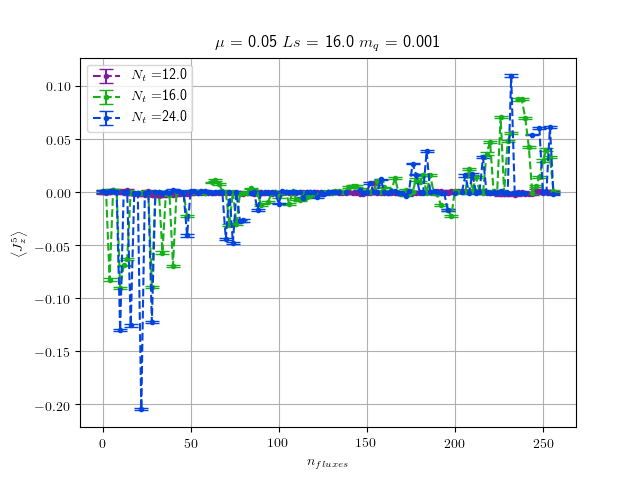 μ = 0.05 Ls = 16.0 m_q = 0.001
N_t =12.0
N_t =16.0
N_t =24.0
0.10
0.05
0.00
−0.05
−0.10
−0.15
−0.20
⟨J_z^5⟩
0 50 100 150 200 250
n_fluxes